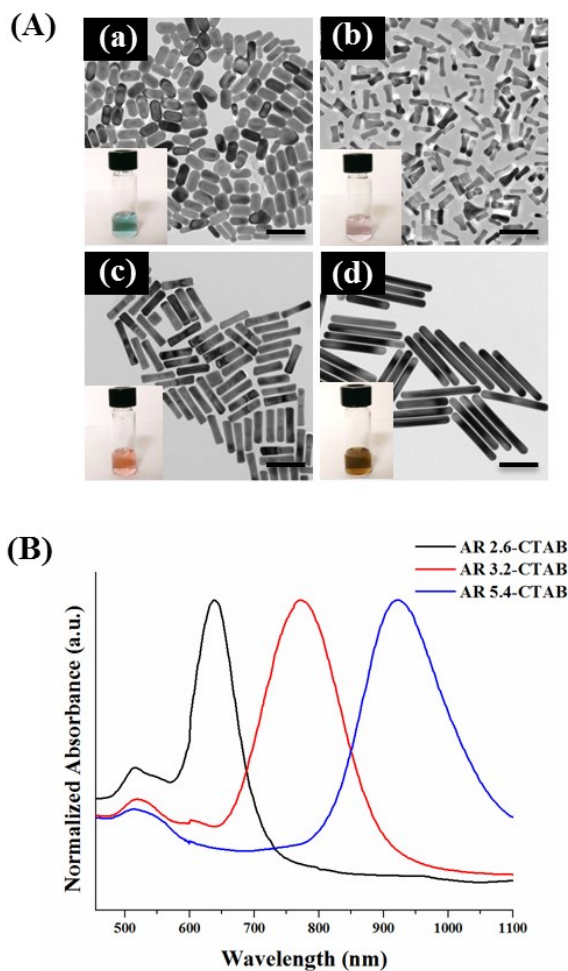 (A)
(a)
(b)
(c)
(d)
(B)
AR 2.6-CTAB
AR 3.2-CTAB
AR 5.4-CTAB
Normalized Absorbance (a.u.)
500 600 700 800 900 1000 1100
Wavelength (nm)